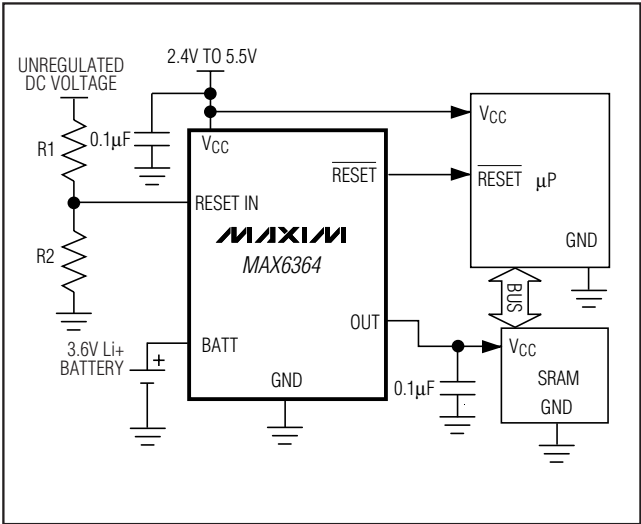 2.4V TO 5.5V
UNREGULATED
DC VOLTAGE
R1
0.1μF
VCC
VCC
RESET
RESET μP
RESET IN
MAXIM
MAX6364
R2
GND
BUS
OUT
3.6V Li+
BATTERY
+
BATT
VCC
GND
0.1μF
SRAM
GND